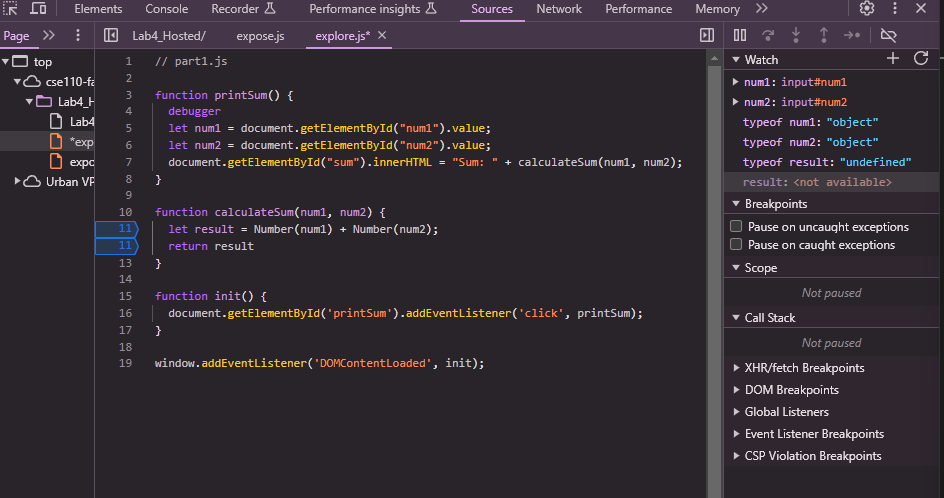 Elements Console Recorder Performance insights Sources Network Performance Memory
Page
Lab4_Hosted/ expose.js explore.js*
top
cse110-fa
Lab4_H
Lab4
*exp
expo
Urban VP
1 // part1.js
2
3 function printSum() {
4 debugger
5 let num1 = document.getElementById("num1").value;
6 let num2 = document.getElementById("num2").value;
7 document.getElementById("sum").innerHTML = "Sum: " + calculateSum(num1, num2);
8 }
9
10 function calculateSum(num1, num2) {
11 let result = Number(num1) + Number(num2);
11 return result
13 }
14
15 function init() {
16 document.getElementById('printSum').addEventListener('click', printSum);
17 }
18
19 window.addEventListener('DOMContentLoaded', init);
Watch
num1: input#num1
num2: input#num2
typeof num1: "object"
typeof num2: "object"
typeof result: "undefined"
result: <not available>
Breakpoints
Pause on uncaught exceptions
Pause on caught exceptions
Scope
Not paused
Call Stack
Not paused
XHR/fetch Breakpoints
DOM Breakpoints
Global Listeners
Event Listener Breakpoints
CSP Violation Breakpoints